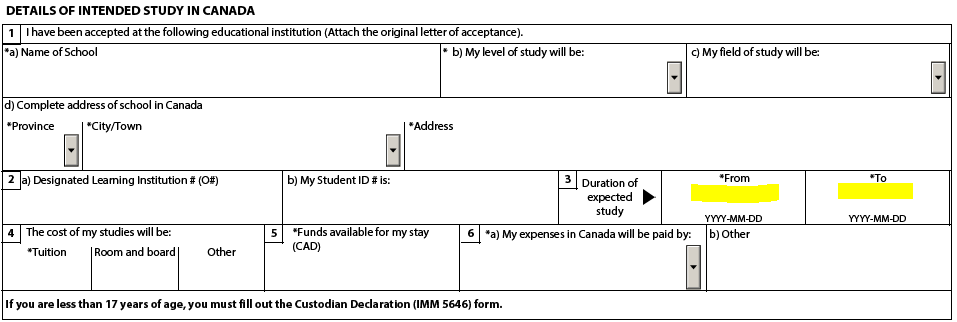 DETAILS OF INTENDED STUDY IN CANADA
1 I have been accepted at the following educational institution (Attach the original letter of acceptance).
*a) Name of School
* b) My level of study will be:
c) My field of study will be:
d) Complete address of school in Canada
*Province
*City/Town
*Address
2 a) Designated Learning Institution # (O#)
b) My Student ID # is:
3 Duration of
expected
study
*From
YYYY-MM-DD
*To
YYYY-MM-DD
4 The cost of my studies will be:
*Tuition
Room and board
Other
5 *Funds available for my stay
(CAD)
6 *a) My expenses in Canada will be paid by:
b) Other
If you are less than 17 years of age, you must fill out the Custodian Declaration (IMM 5646) form.